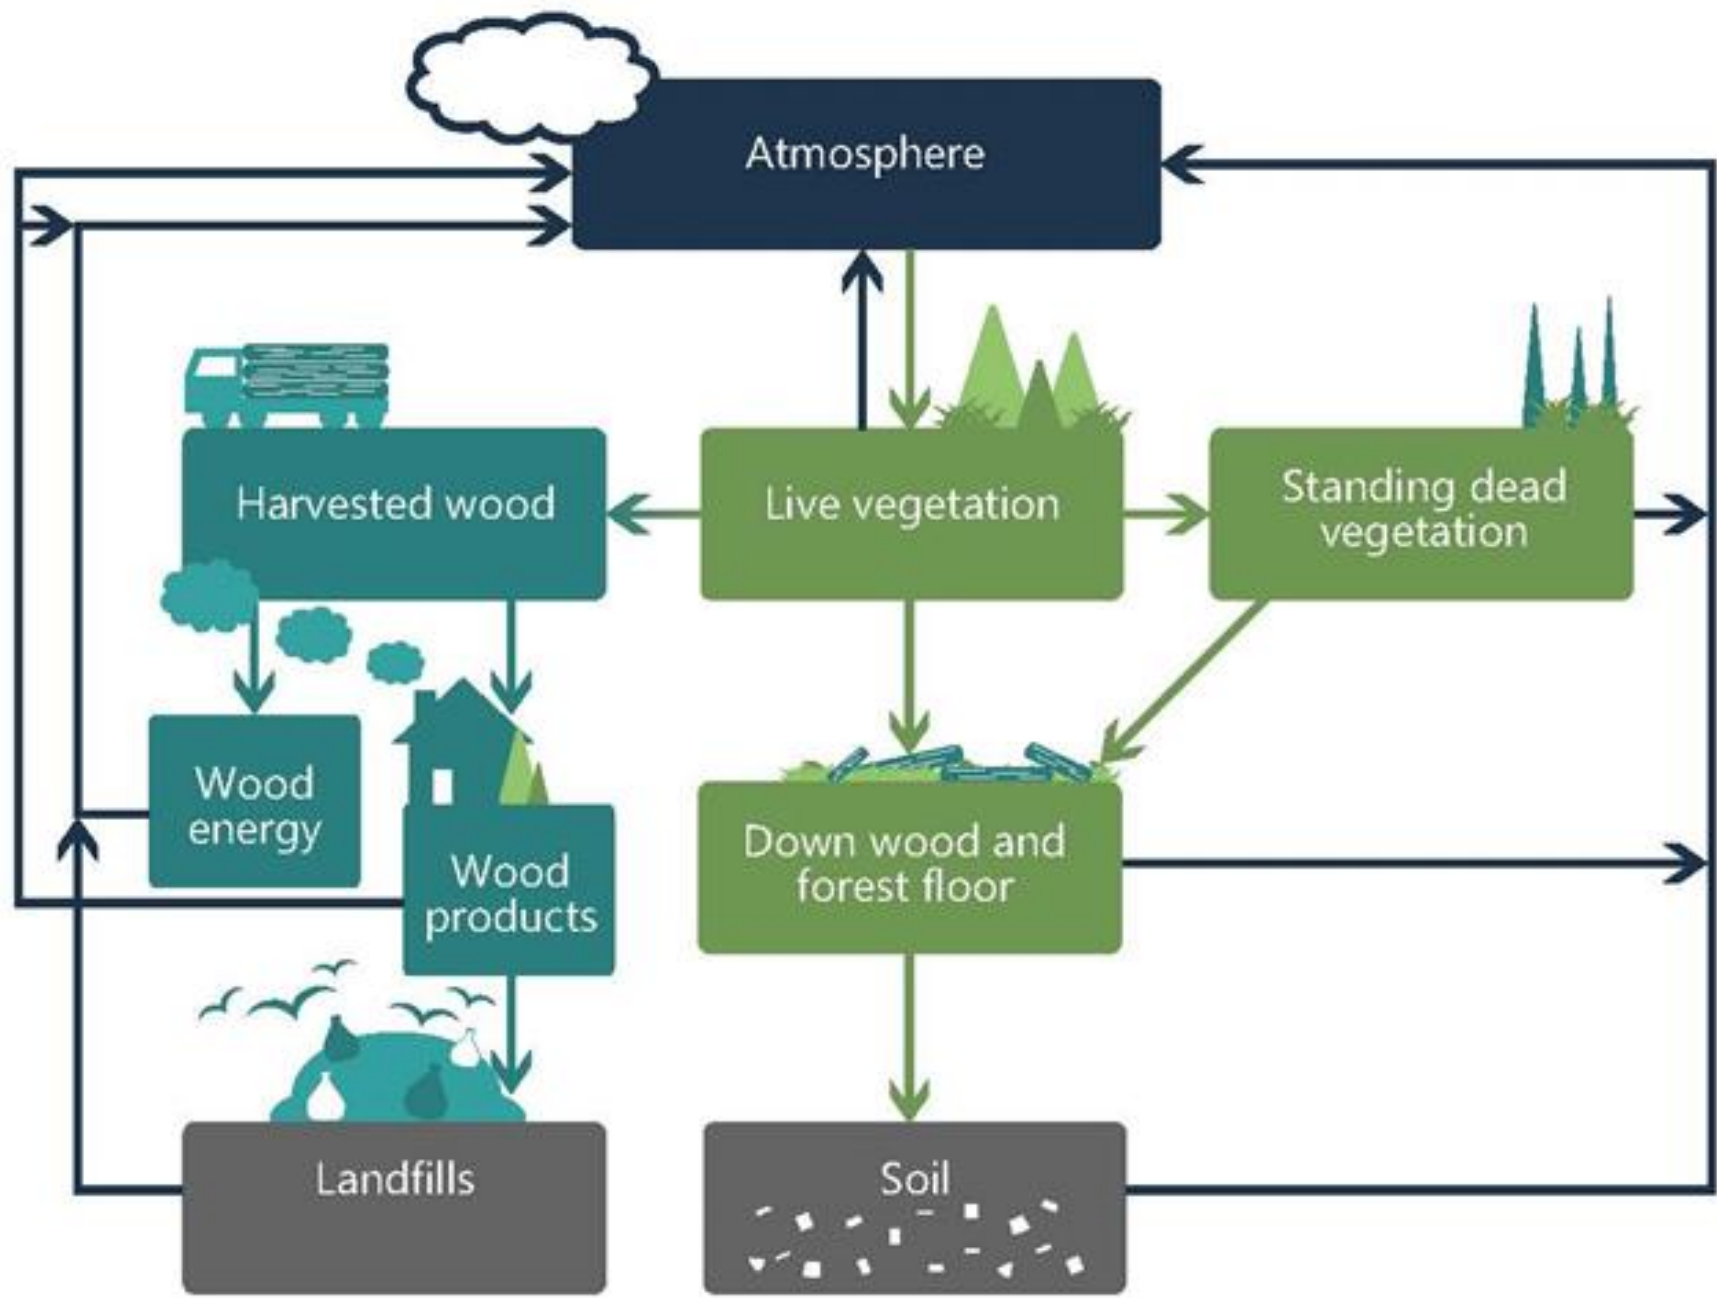 Atmosphere
Harvested wood
Live vegetation
Standing dead
vegetation
Wood
energy
Wood
products
Down wood and
forest floor
Landfills
Soil